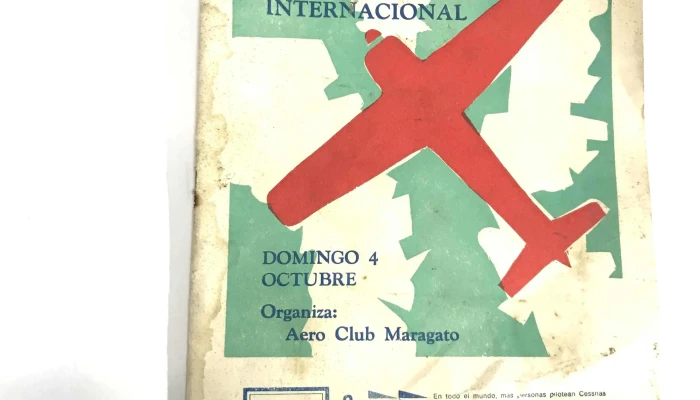 INTERNACIONAL
DOMINGO 4
OCTUBRE
Organiza:
Aero Club Maragato
En todo el mundo, mas personas pilotean Cessnas